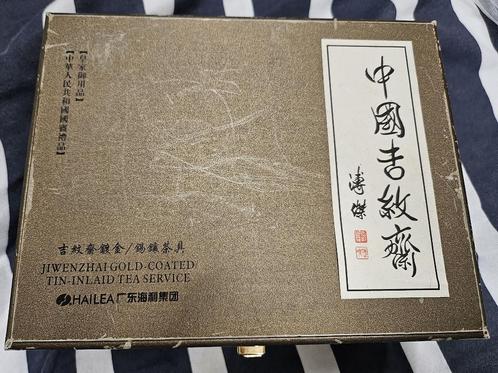 【皇家御用品】
【中華人民共和國國賓禮品】
中國吉紋齋
溥傑
吉紋齋鍍金/錫鑲茶具
JIWENZHAI GOLD-COATED
TIN-INLAID TEA SERVICE
HAILEA 广东海利集团